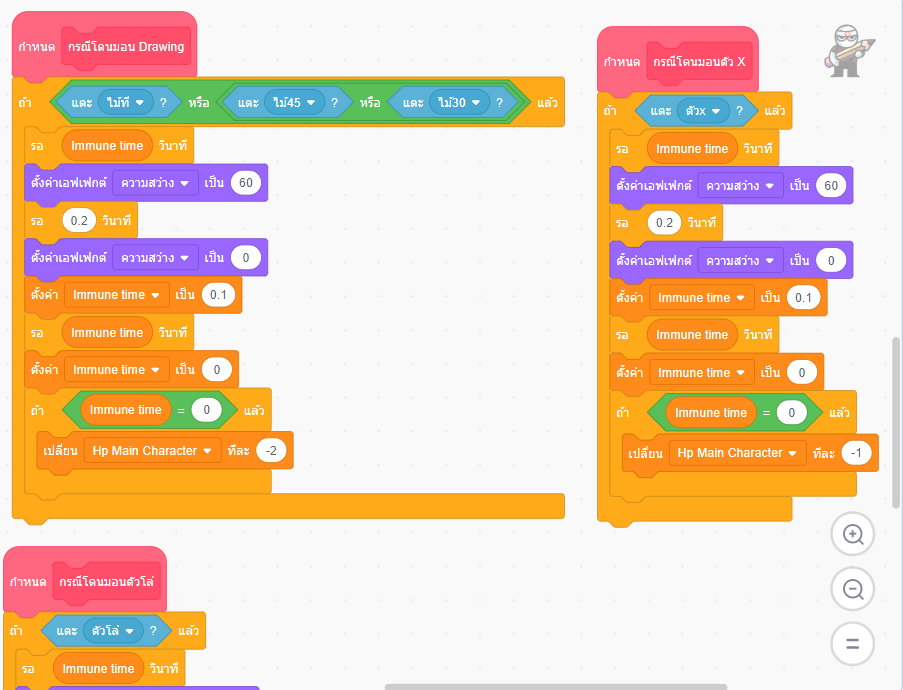 กำหนด กรณีโดนมอน Drawing
ถ้า แตะ ไม้ที ? หรือ แตะ ไม้45 ? หรือ แตะ ไม้30 ? แล้ว
รอ Immune time วินาที
ตั้งค่าเอฟเฟกต์ ความสว่าง เป็น 60
รอ 0.2 วินาที
ตั้งค่าเอฟเฟกต์ ความสว่าง เป็น 0
ตั้งค่า Immune time เป็น 0.1
รอ Immune time วินาที
ตั้งค่า Immune time เป็น 0
ถ้า Immune time = 0 แล้ว
เปลี่ยน Hp Main Character ทีละ -2
กำหนด กรณีโดนมอนตัว X
ถ้า แตะ ตัวx ? แล้ว
รอ Immune time วินาที
ตั้งค่าเอฟเฟกต์ ความสว่าง เป็น 60
รอ 0.2 วินาที
ตั้งค่าเอฟเฟกต์ ความสว่าง เป็น 0
ตั้งค่า Immune time เป็น 0.1
รอ Immune time วินาที
ตั้งค่า Immune time เป็น 0
ถ้า Immune time = 0 แล้ว
เปลี่ยน Hp Main Character ทีละ -1
กำหนด กรณีโดนมอนตัวโล่
ถ้า แตะ ตัวโล่ ? แล้ว
รอ Immune time วินาที